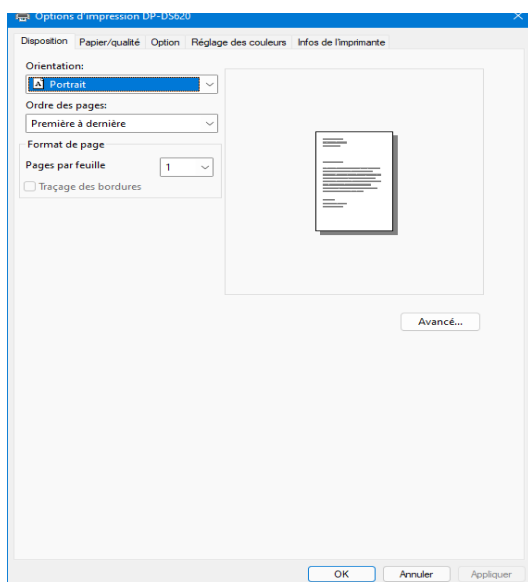 Options d'impression DP-DS620
Disposition Papier/qualité Option Réglage des couleurs Infos de l'imprimante
Orientation:
Portrait
Ordre des pages:
Première à dernière
Format de page
Pages par feuille 1
Traçage des bordures
Avancé...
OK Annuler Appliquer